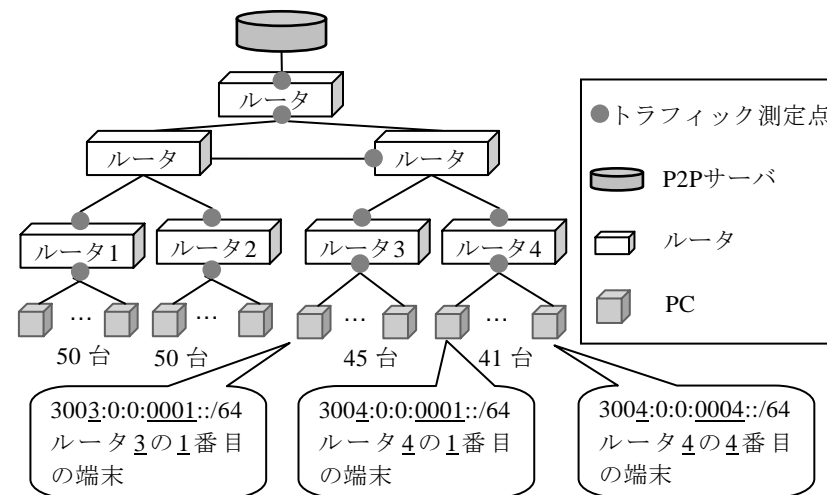 ルータ
ルータ
ルータ
ルータ1
ルータ2
ルータ3
ルータ4
…
…
…
…
50 台
50 台
45 台
41 台
トラフィック測定点
P2Pサーバ
ルータ
PC
3003:0:0:0001::/64
ルータ3の1番目
の端末
3004:0:0:0001::/64
ルータ4の1番目
の端末
3004:0:0:0004::/64
ルータ4の4番目
の端末